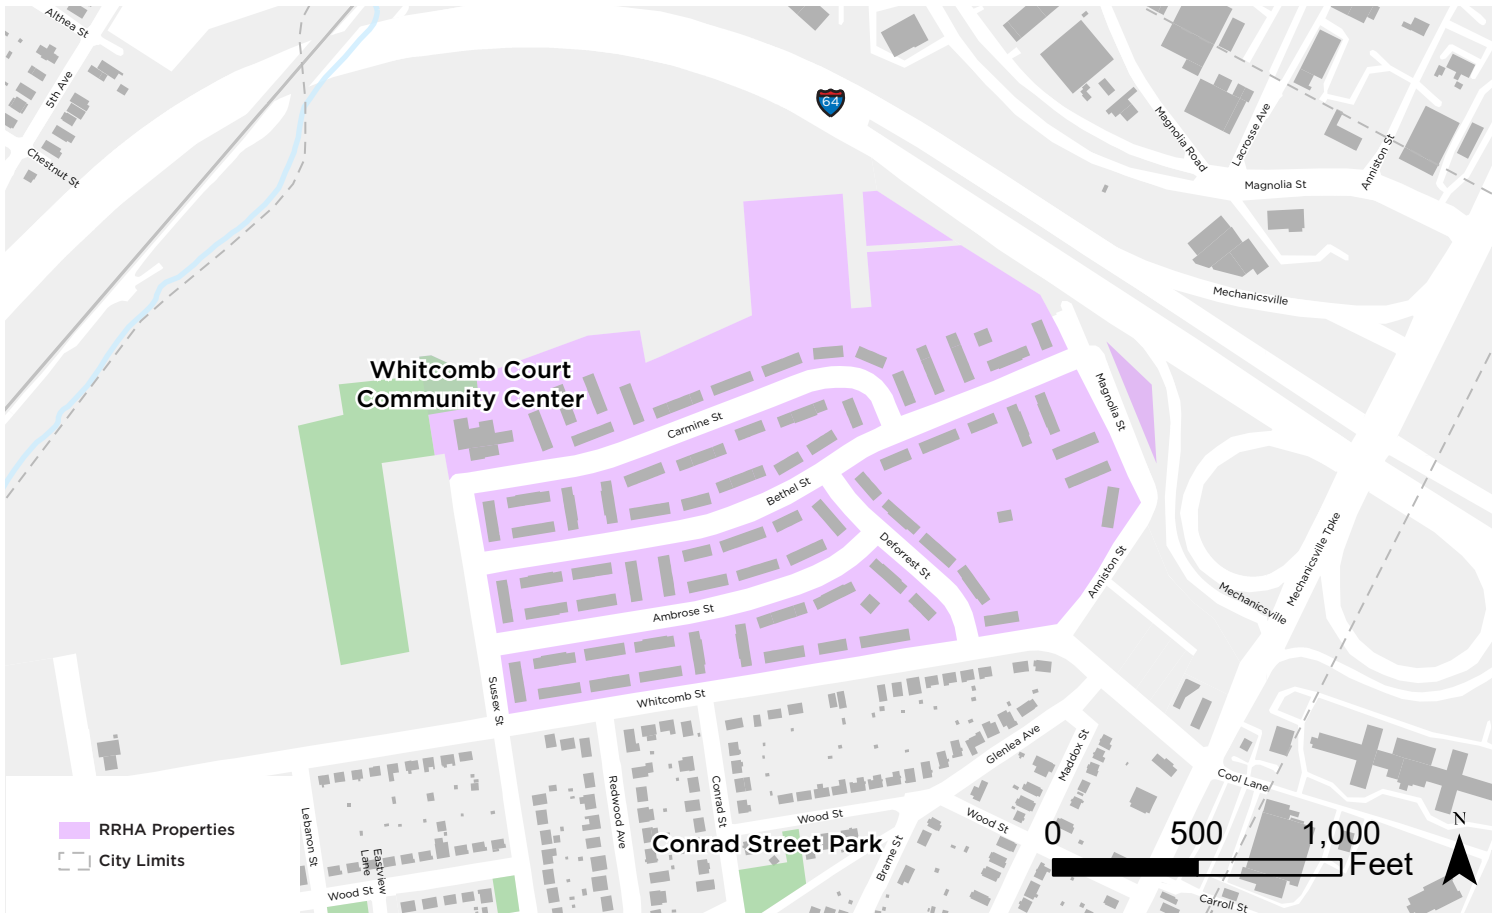 Althea St
5th Ave
Chestnut St
64
Magnolia Road
Lacrosse Ave
Anniston St
Magnolia St
Mechanicsville
Whitcomb Court
Community Center
Carmine St
Magnolia St
Bethel St
Deforrest St
Anniston St
Mechanicsville Tpke
Mechanicsville
Ambrose St
Sussex St
Whitcomb St
Glenlea Ave
Maddox St
Cool Lane
Lebanon St
Redwood Ave
Conrad St
Wood St
Wood St
Conrad Street Park
Brame St
Eastview
Lane
Wood St
Carroll St
RRHA Properties
City Limits
0 500 1,000
Feet
N